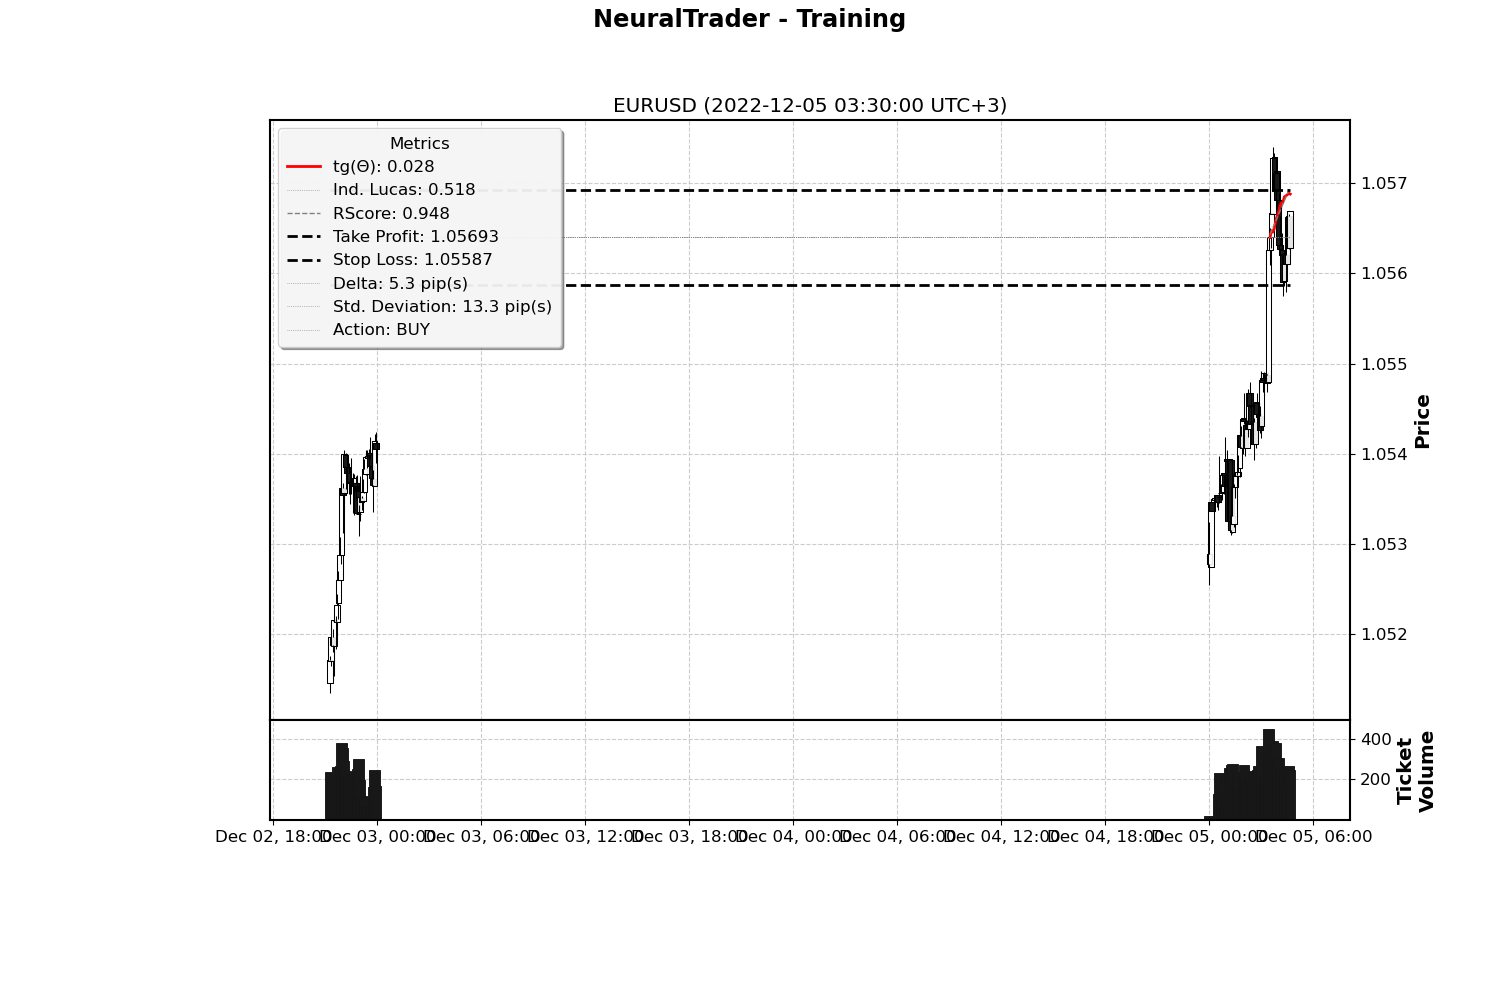 NeuralTrader - Training
EURUSD (2022-12-05 03:30:00 UTC+3)
Metrics
tg(Θ): 0.028
Ind. Lucas: 0.518
RScore: 0.948
Take Profit: 1.05693
Stop Loss: 1.05587
Delta: 5.3 pip(s)
Std. Deviation: 13.3 pip(s)
Action: BUY
1.057
1.056
1.055
1.054
1.053
1.052
Price
400
200
Ticket
Volume
Dec 02, 18:00
Dec 03, 00:00
Dec 03, 06:00
Dec 03, 12:00
Dec 03, 18:00
Dec 04, 00:00
Dec 04, 06:00
Dec 04, 12:00
Dec 04, 18:00
Dec 05, 00:00
Dec 05, 06:00